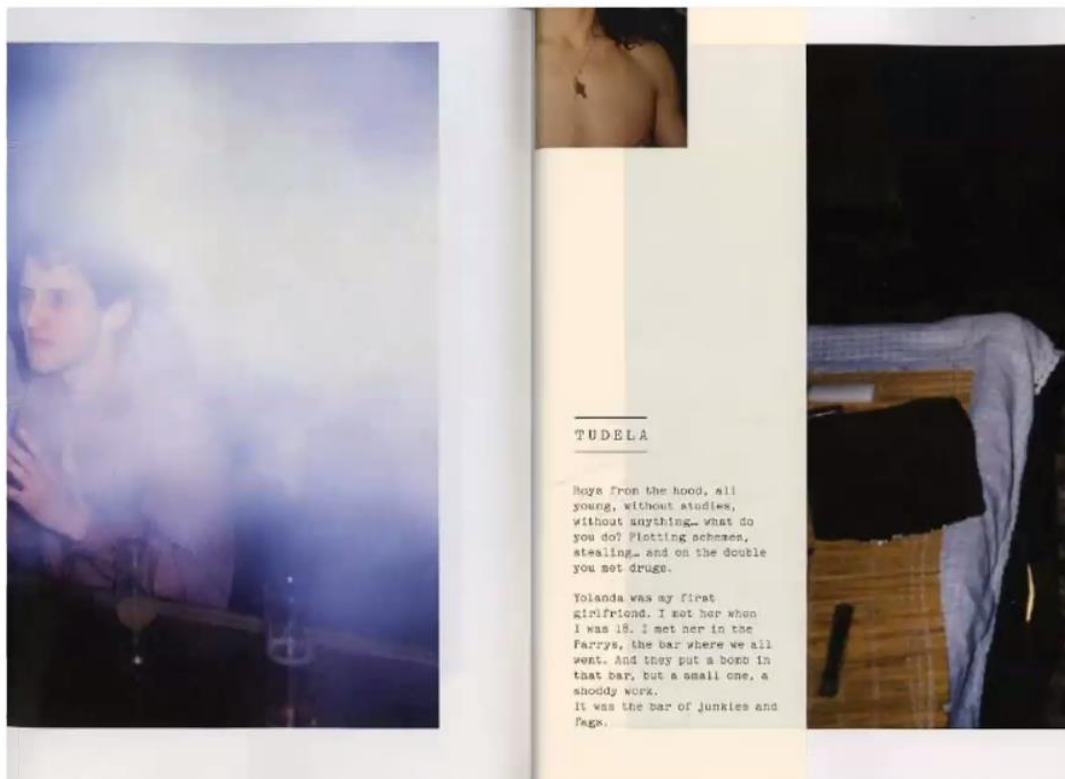 TUDELA
Boys from the hood, all
young, without studies,
without anything… what do
you do? Plotting schemes,
stealing… and on the double
you met drugs.
Yolanda was my first
girlfriend. I met her when
I was 18. I met her in the
Parrys, the bar where we all
went. And they put a bomb in
that bar, but a small one, a
shoddy work.
It was the bar of junkies and
fags.